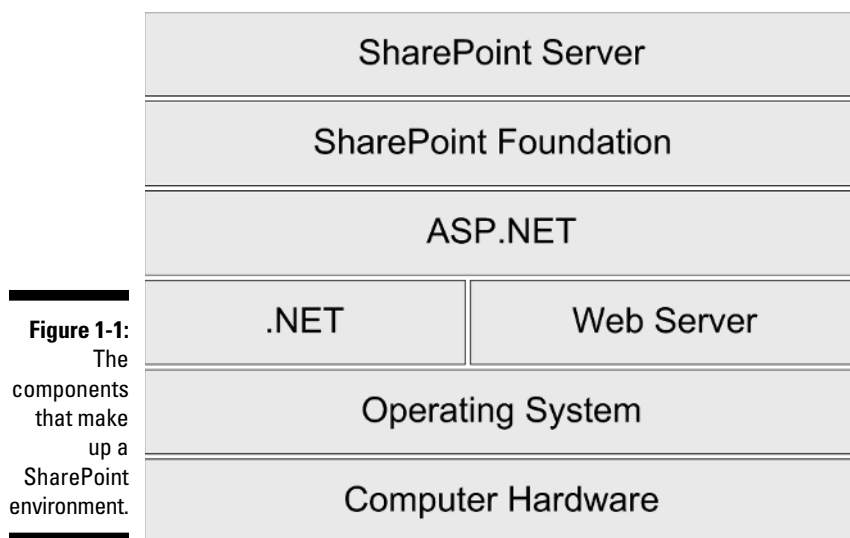 SharePoint Server
SharePoint Foundation
ASP.NET
.NET
Web Server
Operating System
Computer Hardware
Figure 1-1:
The
components
that make
up a
SharePoint
environment.